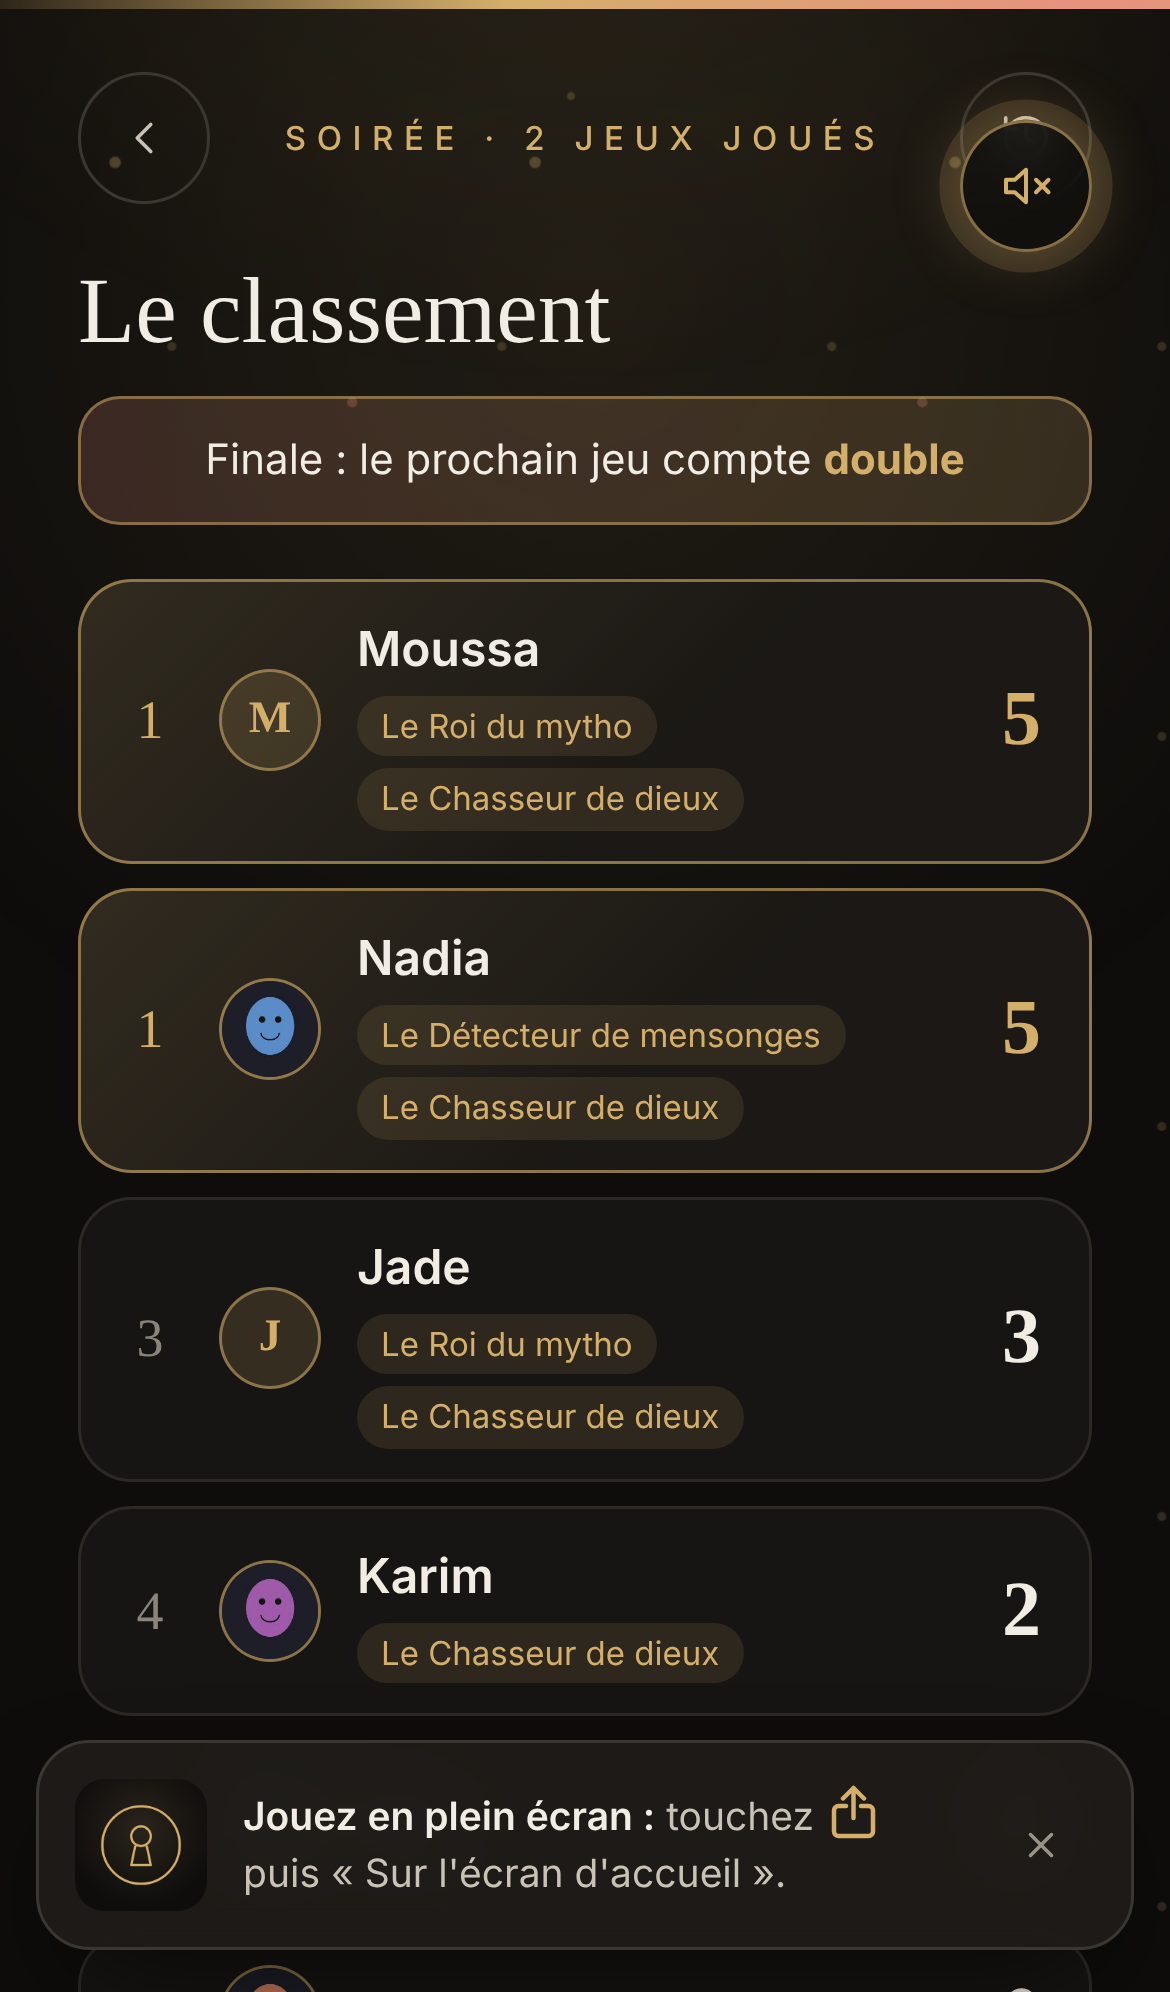 SOIRÉE · 2 JEUX JOUÉS
Le classement
Finale : le prochain jeu compte double
1
M
Moussa
Le Roi du mytho
Le Chasseur de dieux
5
1
Nadia
Le Détecteur de mensonges
Le Chasseur de dieux
5
3
J
Jade
Le Roi du mytho
Le Chasseur de dieux
3
4
Karim
Le Chasseur de dieux
2
Jouez en plein écran : touchez
puis « Sur l'écran d'accueil ».